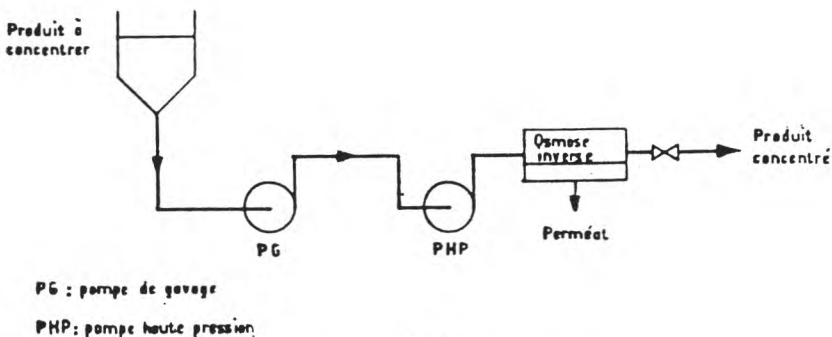 Produit à
concentrer
Osmose
inverse
Produit
concentré
Perméat
PG
PHP
PG : pompe de gavage
PHP: pompe haute pression